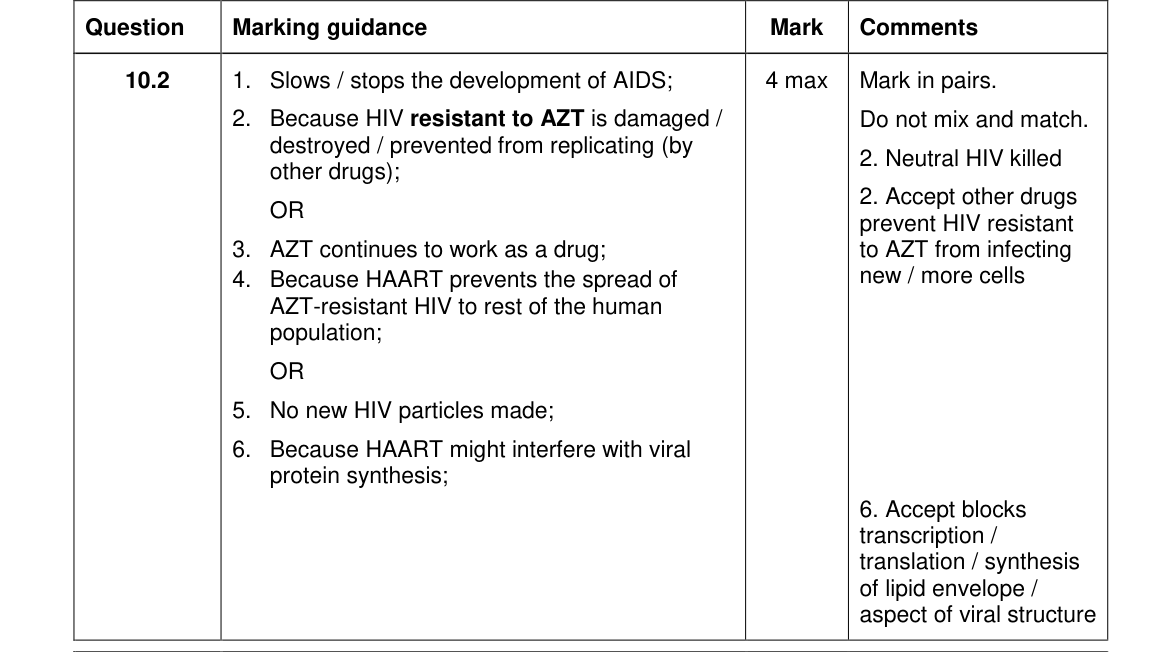 Question Marking guidance Mark Comments
10.2 1. Slows / stops the development of AIDS; 4 max Mark in pairs.
2. Because HIV resistant to AZT is damaged / Do not mix and match.
destroyed / prevented from replicating (by
other drugs); 2. Neutral HIV killed
OR 2. Accept other drugs
prevent HIV resistant
3. AZT continues to work as a drug; to AZT from infecting
4. Because HAART prevents the spread of new / more cells
AZT-resistant HIV to rest of the human
population;
OR
5. No new HIV particles made;
6. Because HAART might interfere with viral
protein synthesis;
6. Accept blocks
transcription /
translation / synthesis
of lipid envelope /
aspect of viral structure